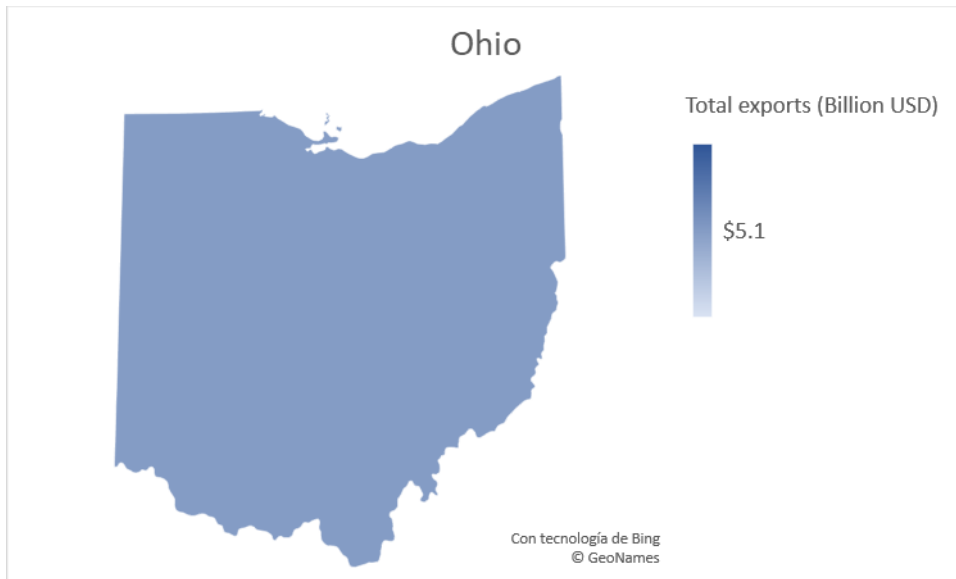 Ohio
Total exports (Billion USD)
$5.1
Con tecnología de Bing
© GeoNames